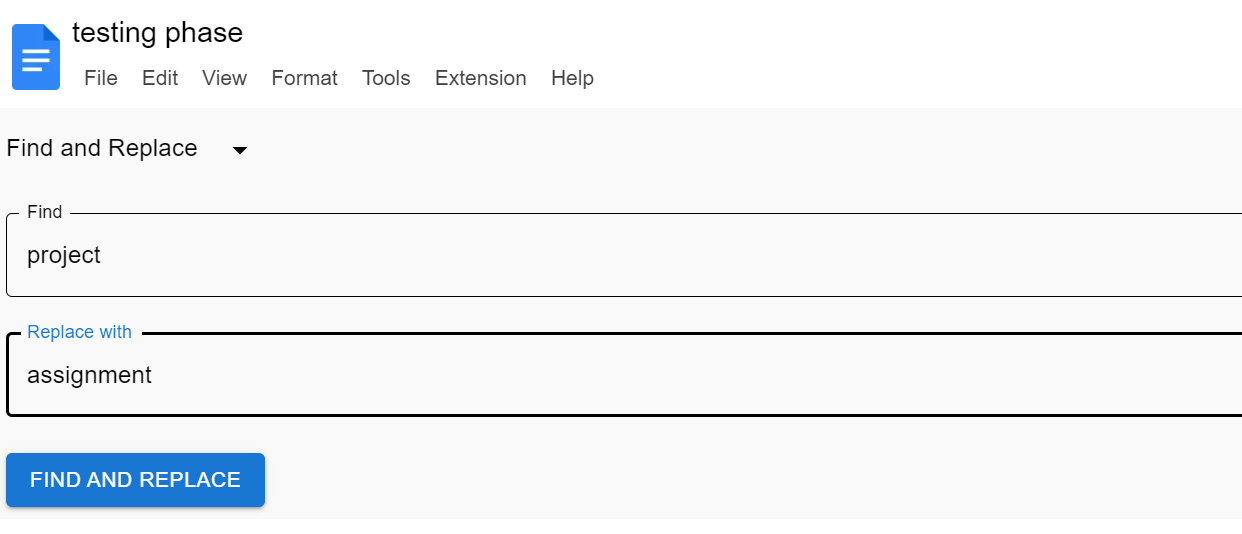 testing phase
File Edit View Format Tools Extension Help
Find and Replace
Find
project
Replace with
assignment
FIND AND REPLACE